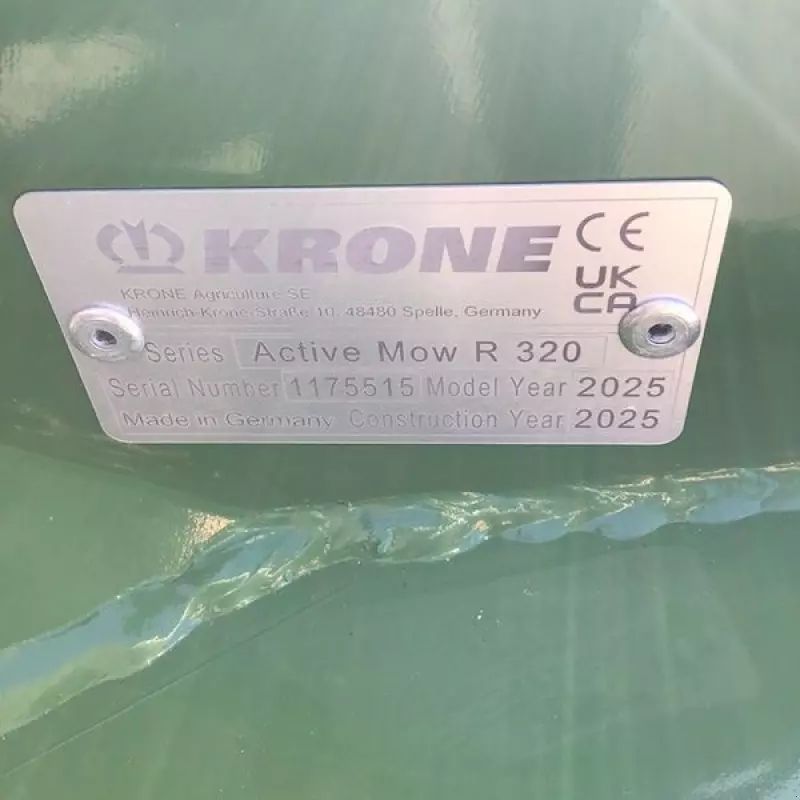 KRONE CE
UK
CA
KRONE Agriculture SE
Heinrich-Krone-Straße 10, 48480 Spelle, Germany
Series Active Mow R 320
Serial Number 1175515 Model Year 2025
Made in Germany Construction Year 2025